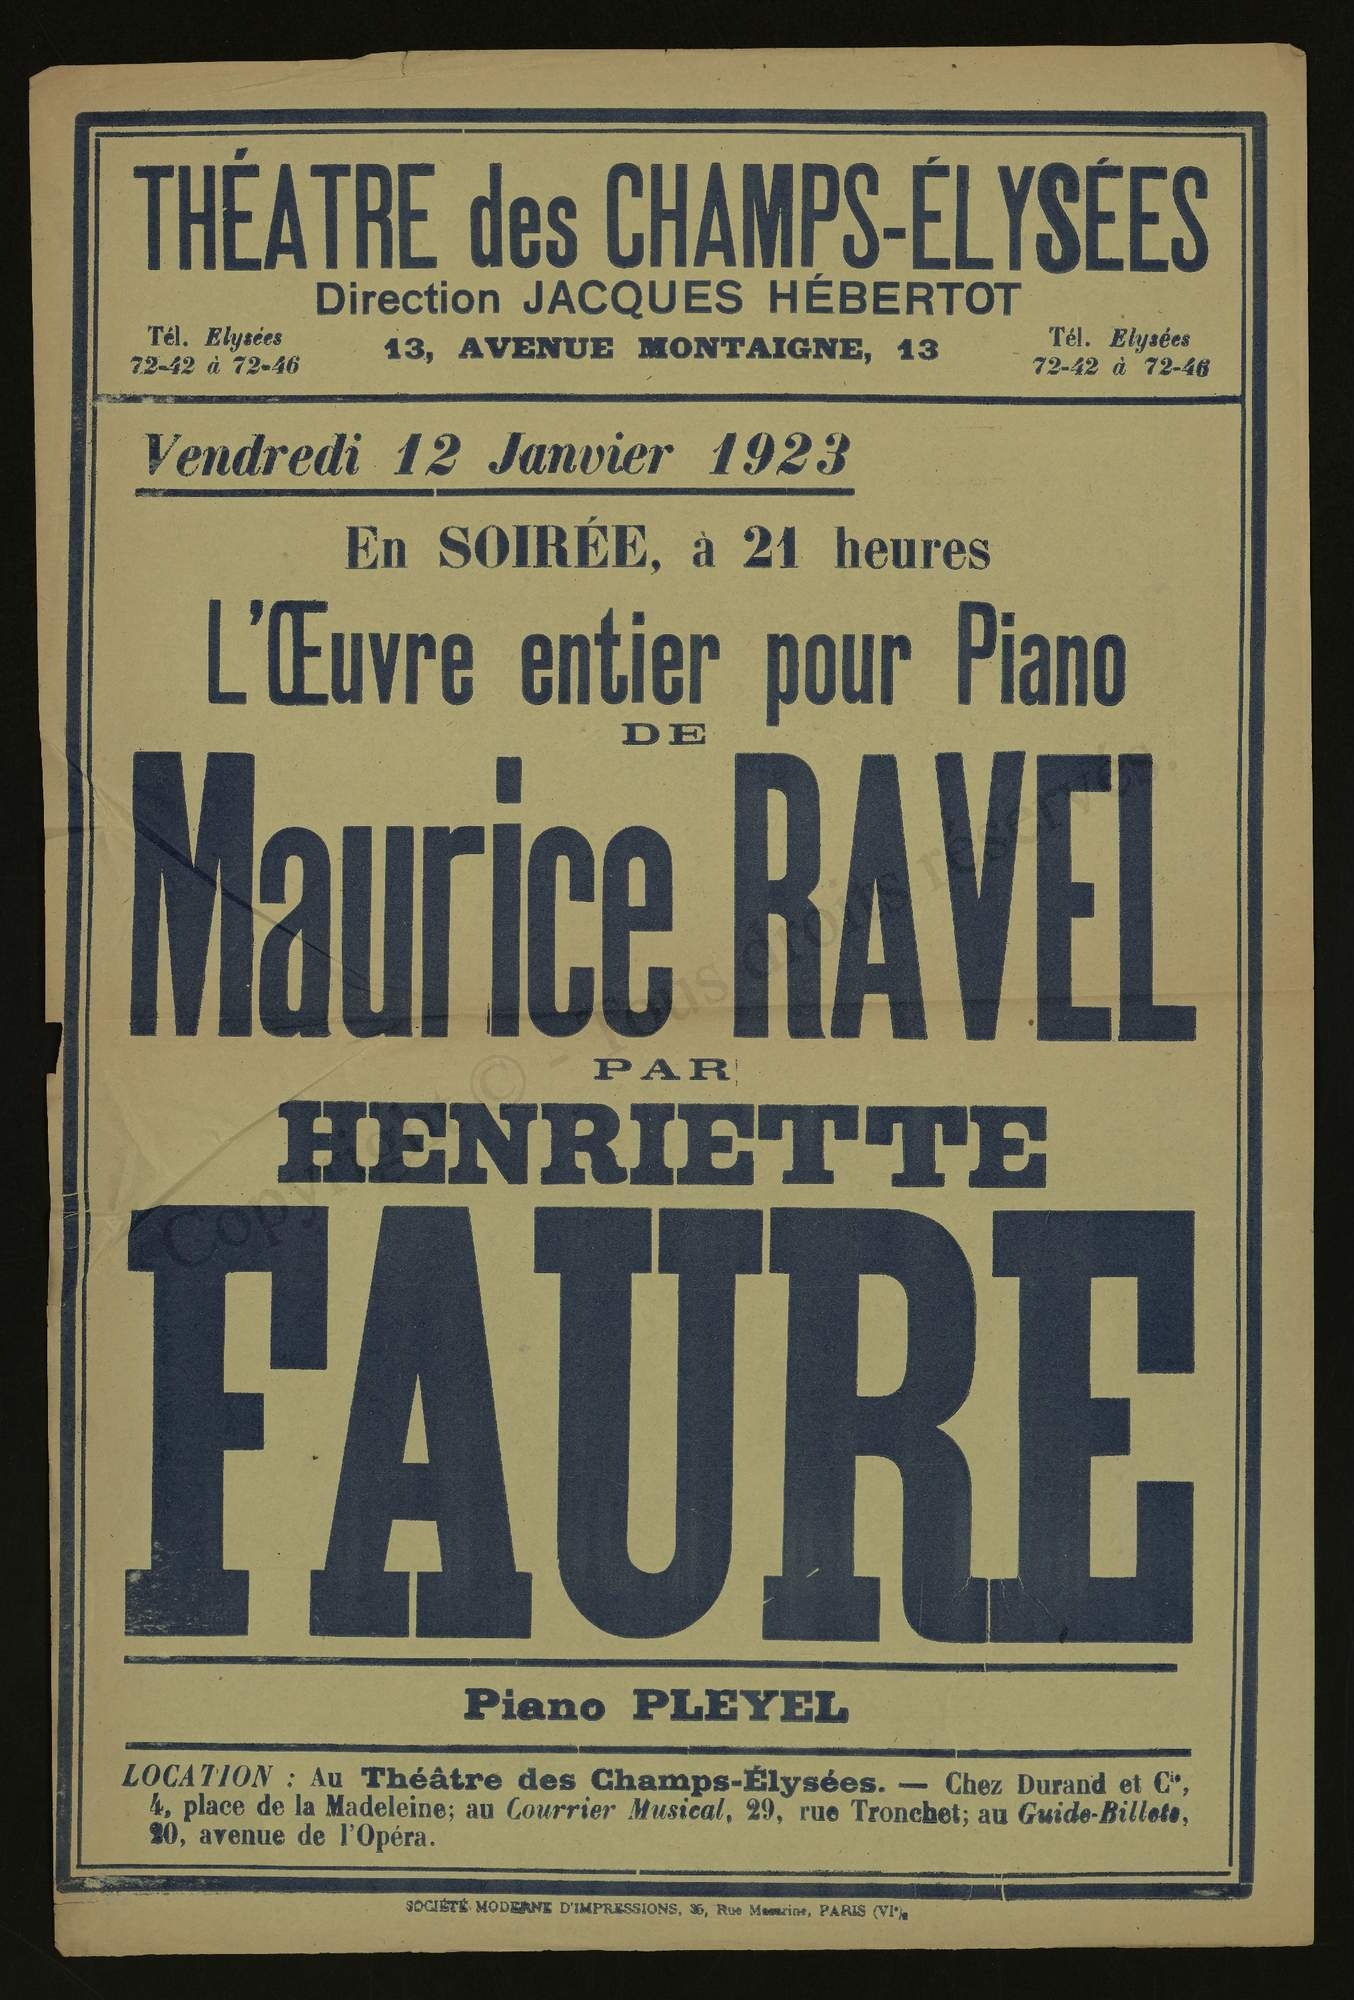 THÉATRE des CHAMPS-ÉLYSÉES
Direction JACQUES HÉBERTOT
Tél. Elysées
72-42 à 72-46
13, AVENUE MONTAIGNE, 13
Tél. Elysées
72-42 à 72-46
Vendredi 12 Janvier 1923
En SOIRÉE, à 21 heures
L'Œuvre entier pour Piano
DE
Maurice RAVEL
PAR
HENRIETTE
FAURE
Piano PLEYEL
LOCATION : Au Théâtre des Champs-Élysées. — Chez Durand et Cie,
4, place de la Madeleine; au Courrier Musical, 29, rue Tronchet; au Guide-Billets,
20, avenue de l'Opéra.
SOCIÉTÉ MODERNE D'IMPRESSIONS, 35, Rue Mazarine, PARIS (VIe)
Copyright © - Tous droits réservés.